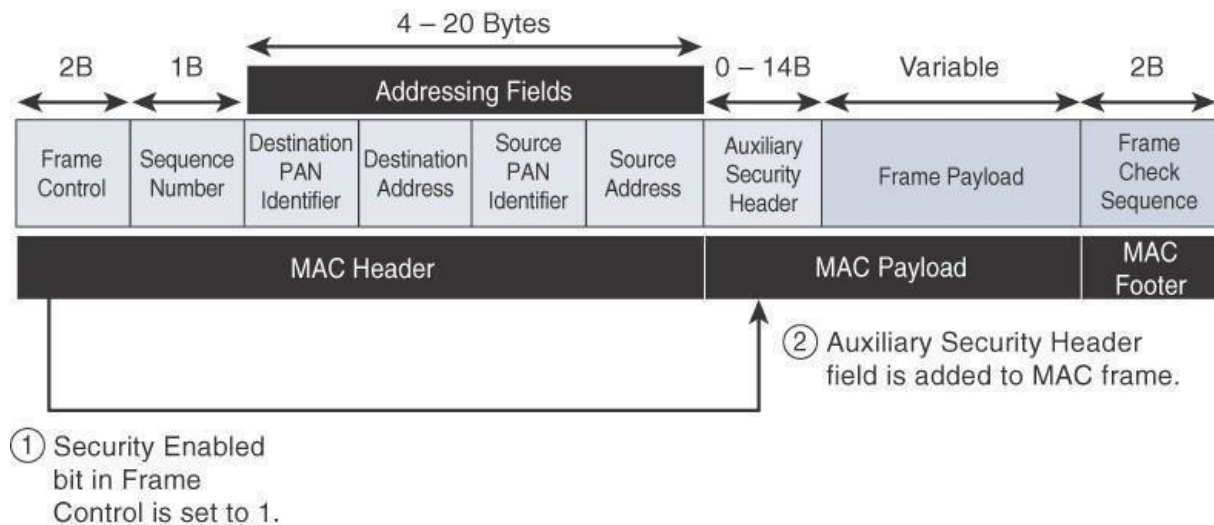 4 – 20 Bytes
2B
1B
0 – 14B
Variable
2B
Addressing Fields
Frame
Control
Sequence
Number
Destination
PAN
Identifier
Destination
Address
Source
PAN
Identifier
Source
Address
Auxiliary
Security
Header
Frame Payload
Frame
Check
Sequence
MAC Header
MAC Payload
MAC
Footer
② Auxiliary Security Header
field is added to MAC frame.
① Security Enabled
bit in Frame
Control is set to 1.